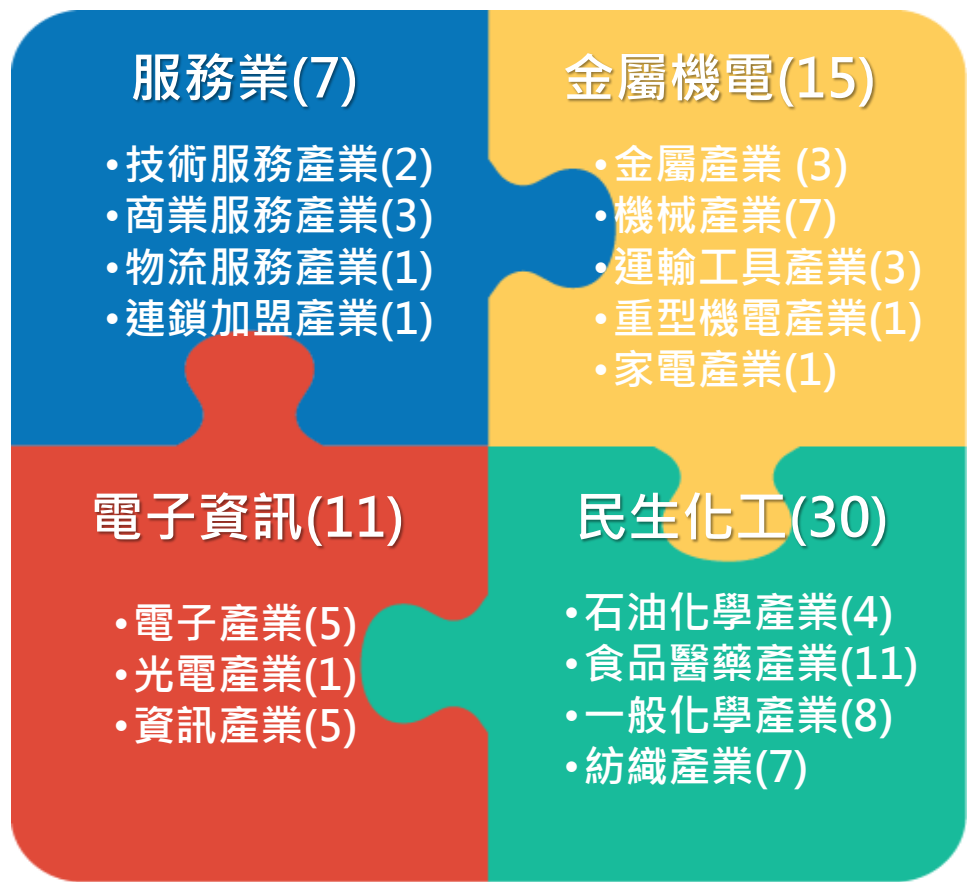 服務業(7)
•技術服務產業(2)
•商業服務產業(3)
•物流服務產業(1)
•連鎖加盟產業(1)
金屬機電(15)
•金屬產業 (3)
•機械產業(7)
•運輸工具產業(3)
•重型機電產業(1)
•家電產業(1)
電子資訊(11)
•電子產業(5)
•光電產業(1)
•資訊產業(5)
民生化工(30)
•石油化學產業(4)
•食品醫藥產業(11)
•一般化學產業(8)
•紡織產業(7)